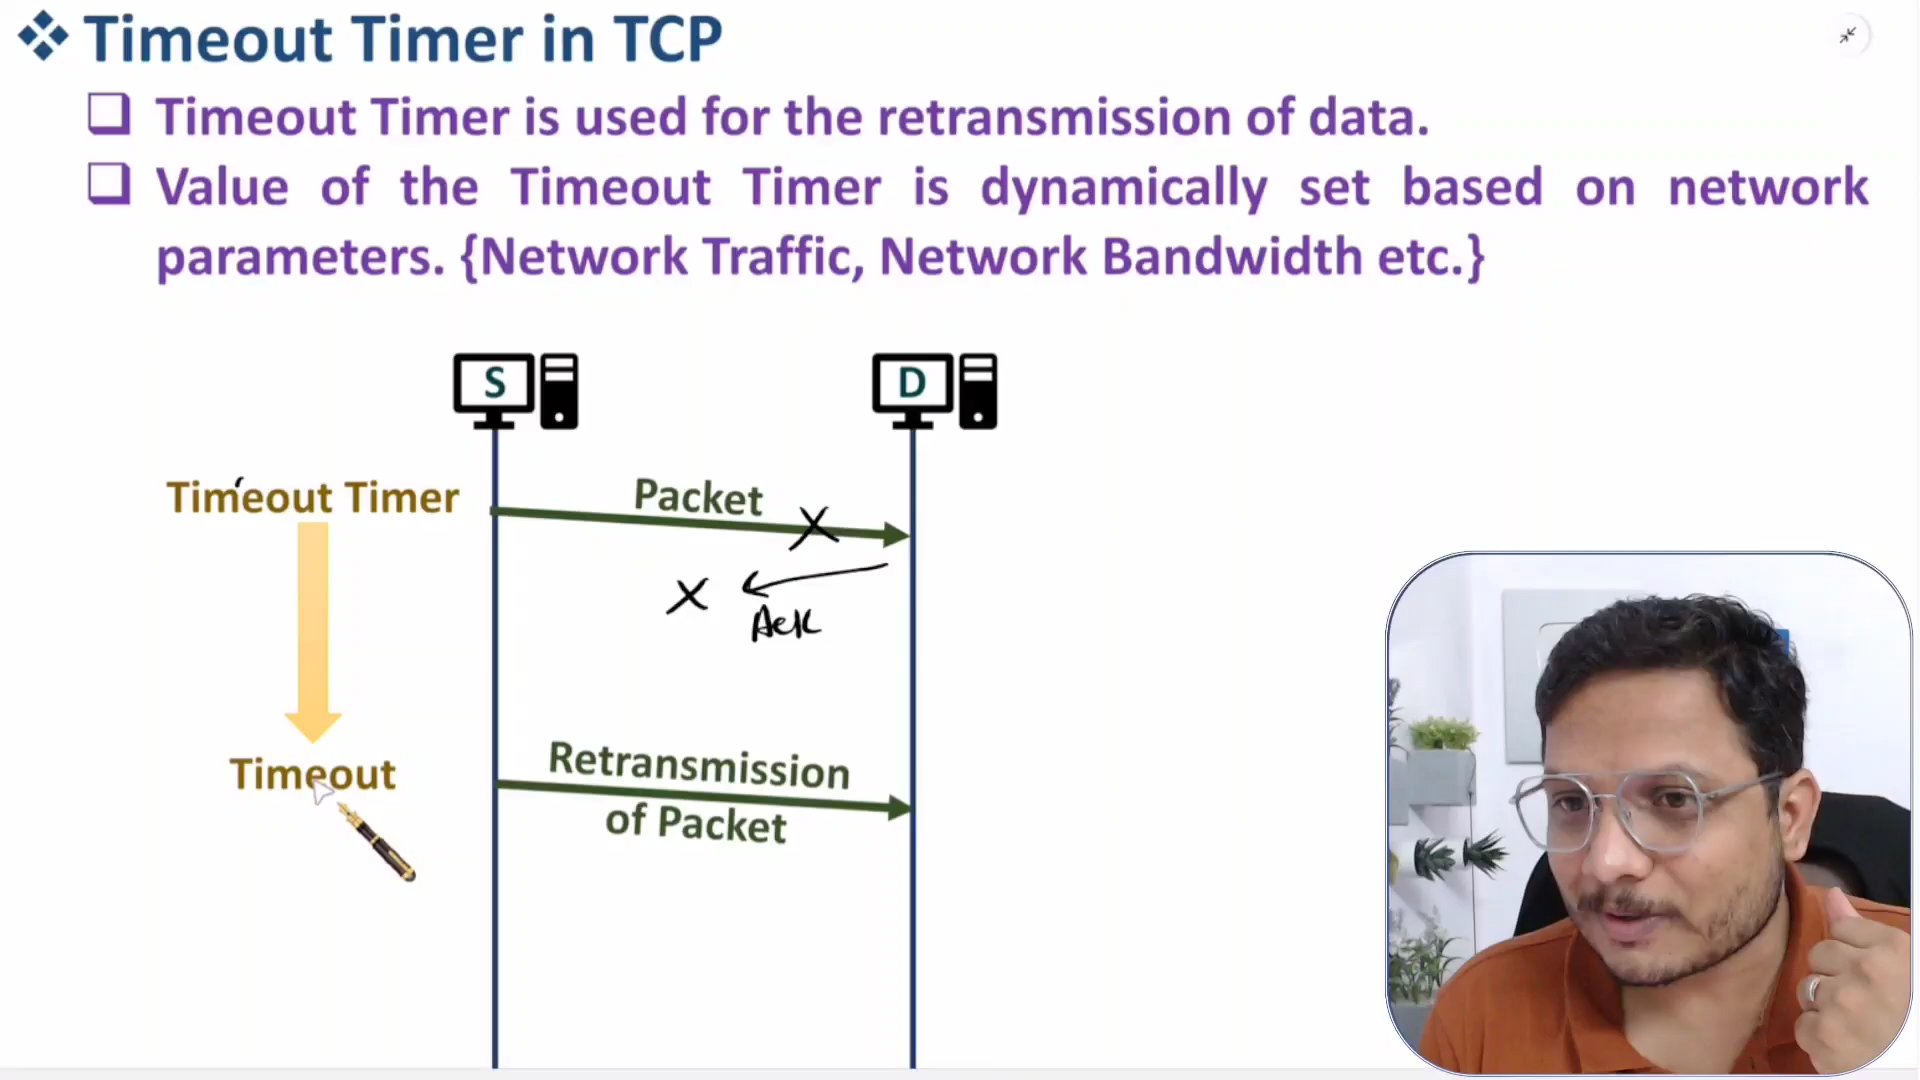 Timeout Timer in TCP
Timeout Timer is used for the retransmission of data.
Value of the Timeout Timer is dynamically set based on network
parameters. {Network Traffic, Network Bandwidth etc.}
S
D
Timeout Timer
Packet
X
X
Ack
Timeout
Retransmission
of Packet